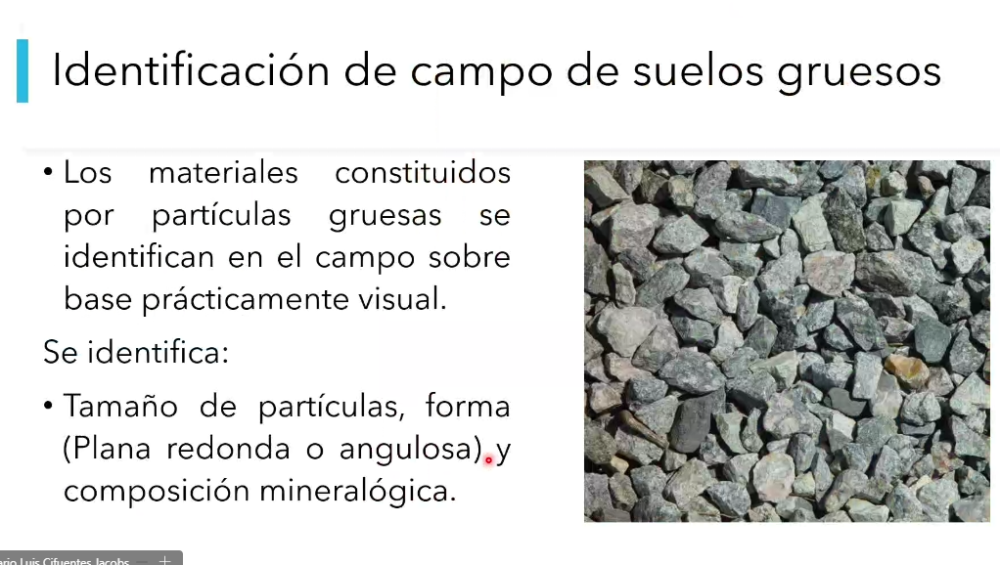 Identificación de campo de suelos gruesos
• Los materiales constituidos
por partículas gruesas se
identifican en el campo sobre
base prácticamente visual.
Se identifica:
• Tamaño de partículas, forma
(Plana redonda o angulosa) y
composición mineralógica.
Luis Cifuentes Jacobs